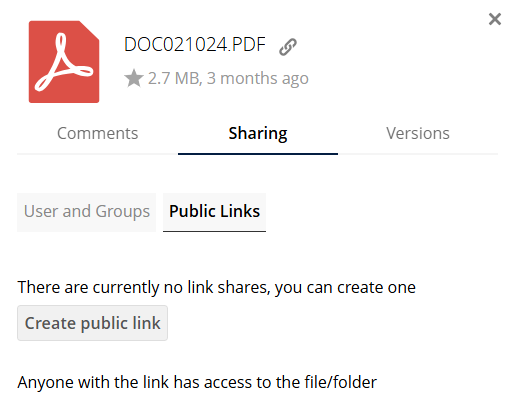 DOC021024.PDF
2.7 MB, 3 months ago
Comments Sharing Versions
User and Groups Public Links
There are currently no link shares, you can create one
Create public link
Anyone with the link has access to the file/folder